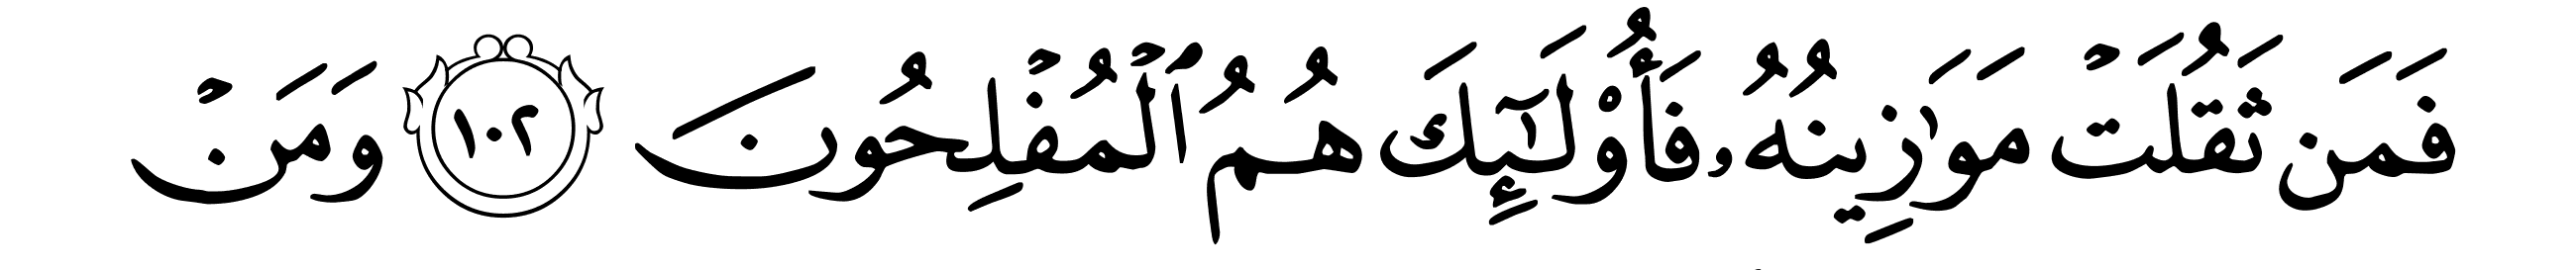 فَمَن ثَقُلَتْ مَوَٰزِينُهُۥ فَأُو۟لَـٰٓئِكَ هُمُ ٱلْمُفْلِحُونَ ١٠٢ وَمَنْ